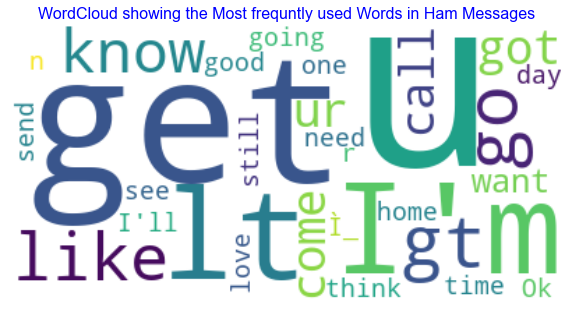 WordCloud showing the Most frequntly used Words in Ham Messages
know
good
going
one
u
call
got
day
n
send
get
still
ur
need
r
go
want
see
I'll
like
lt
love
come
Ì_
home
think
I'm
gt
time
Ok